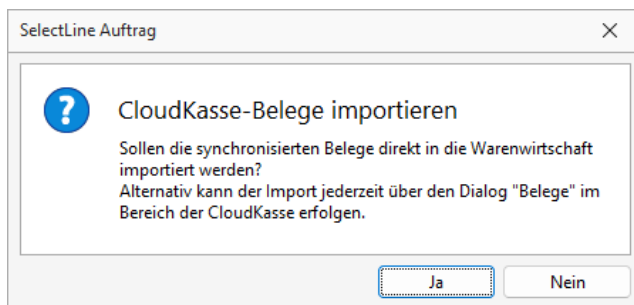 SelectLine Auftrag
CloudKasse-Belege importieren
Sollen die synchronisierten Belege direkt in die Warenwirtschaft
importiert werden?
Alternativ kann der Import jederzeit über den Dialog "Belege" im
Bereich der CloudKasse erfolgen.
Ja
Nein